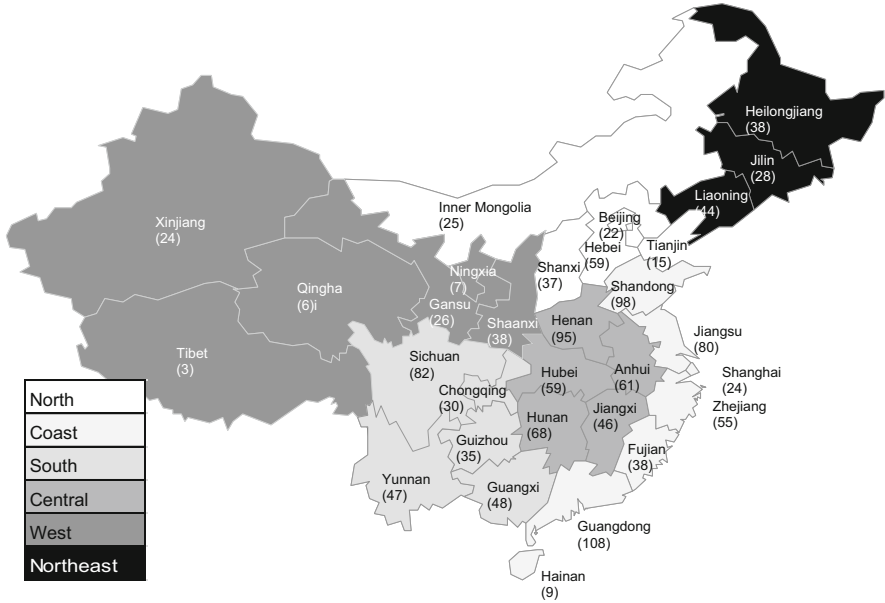 Heilongjiang
(38)
Jilin
(28)
Liaoning
(44)
Inner Mongolia
(25)
Beijing
(22)
Hebei
(59)
Tianjin
(15)
Shanxi
(37)
Shandong
(98)
Xinjiang
(24)
Qingha
(6)i
Ningxia
(7)
Gansu
(26)
Shaanxi
(38)
Henan
(95)
Jiangsu
(80)
Tibet
(3)
Sichuan
(82)
Chongqing
(30)
Hubei
(59)
Anhui
(61)
Shanghai
(24)
Zhejiang
(55)
Hunan
(68)
Jiangxi
(46)
Guizhou
(35)
Fujian
(38)
Yunnan
(47)
Guangxi
(48)
Guangdong
(108)
Hainan
(9)
North
Coast
South
Central
West
Northeast